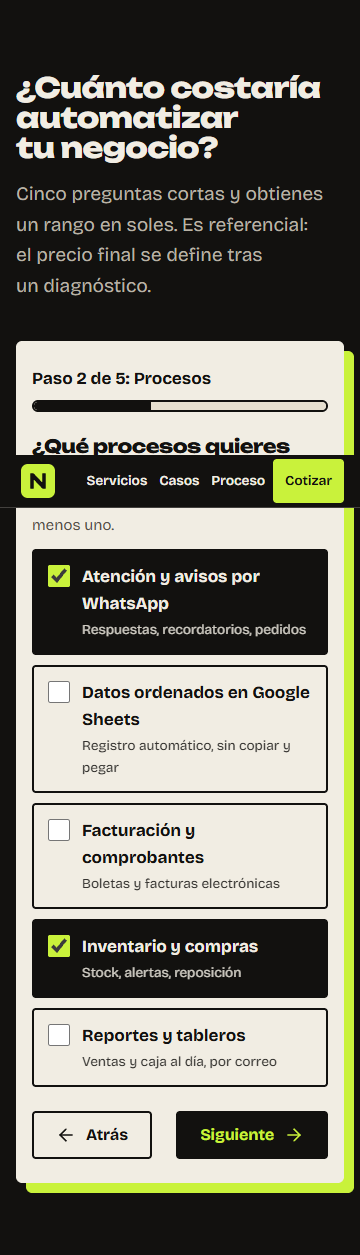 ¿Cuánto costaría
automatizar
tu negocio?
Cinco preguntas cortas y obtienes
un rango en soles. Es referencial:
el precio final se define tras
un diagnóstico.
Paso 2 de 5: Procesos
¿Qué procesos quieres
N
Servicios
Casos
Proceso
Cotizar
menos uno.
Atención y avisos por
WhatsApp
Respuestas, recordatorios, pedidos
Datos ordenados en Google
Sheets
Registro automático, sin copiar y
pegar
Facturación y
comprobantes
Boletas y facturas electrónicas
Inventario y compras
Stock, alertas, reposición
Reportes y tableros
Ventas y caja al día, por correo
← Atrás
Siguiente →